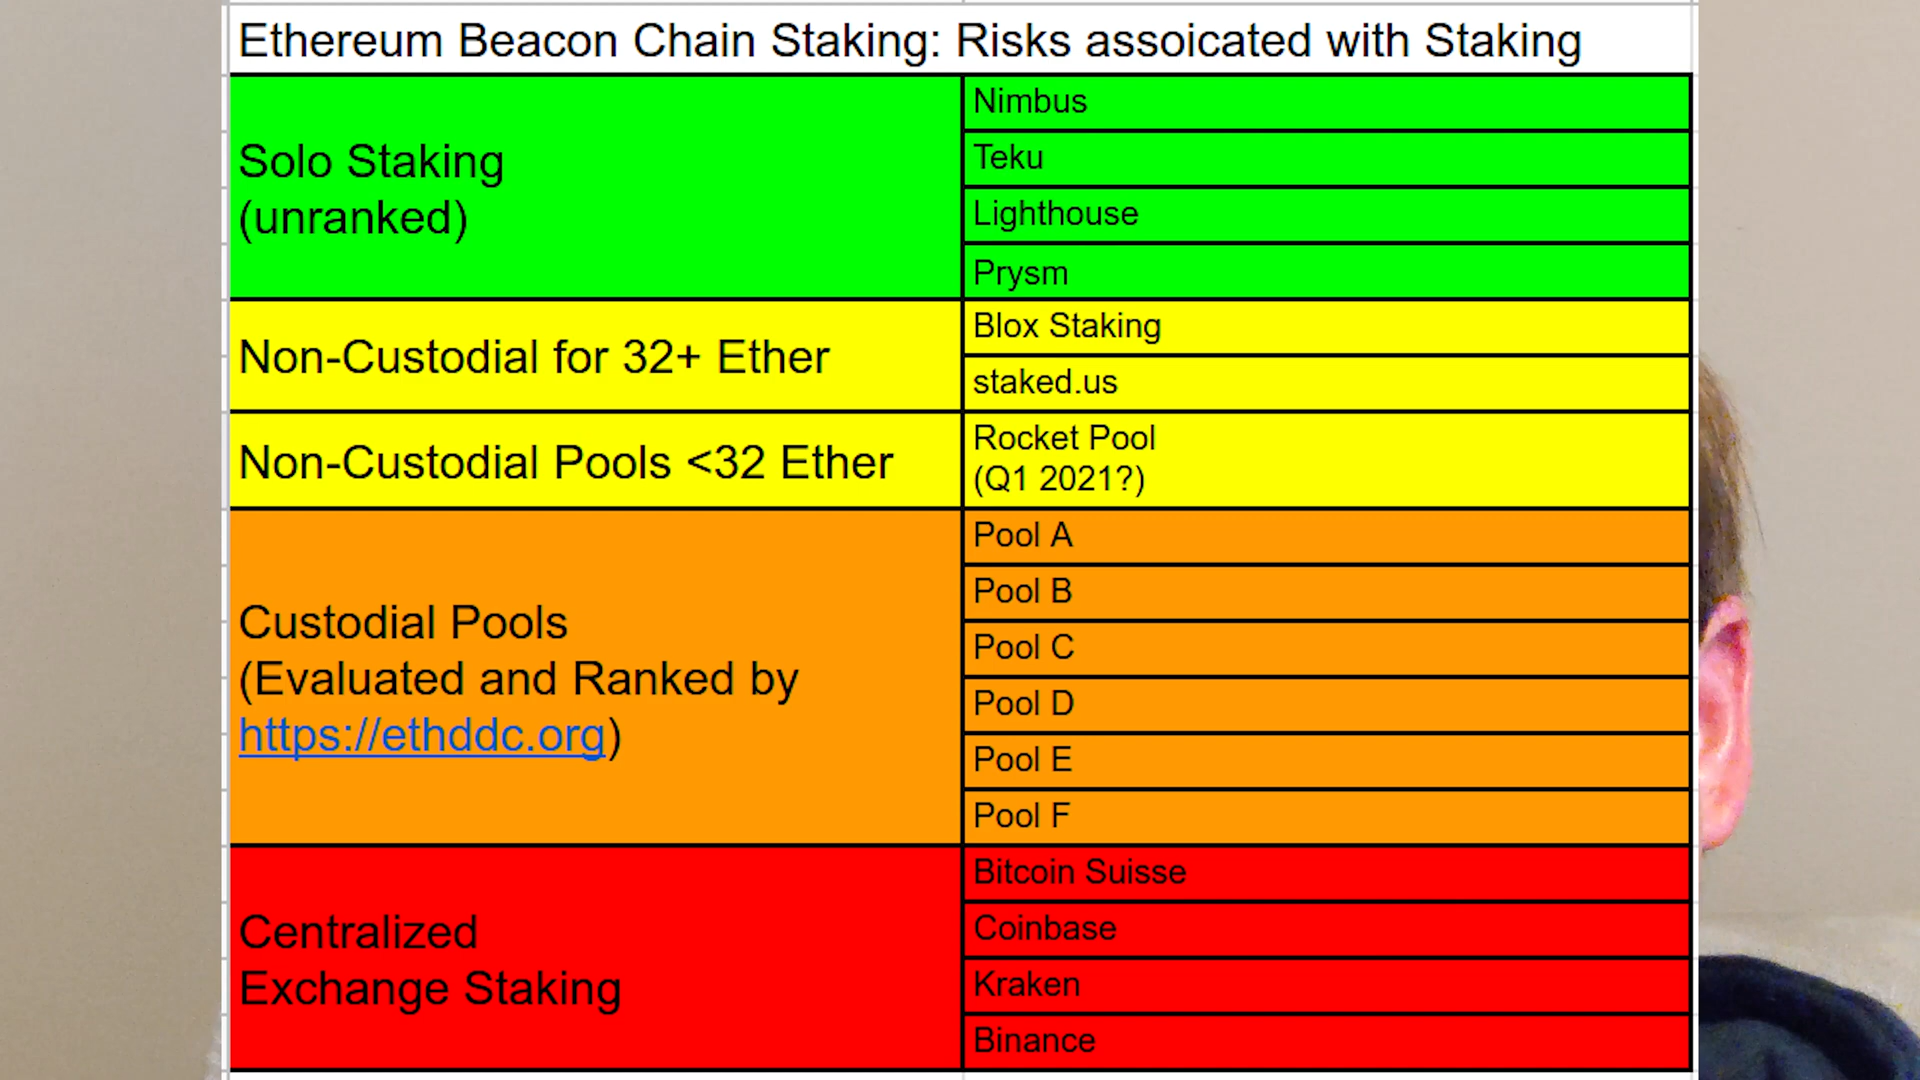 Ethereum Beacon Chain Staking: Risks assoicated with Staking
Solo Staking
(unranked)
Nimbus
Teku
Lighthouse
Prysm
Non-Custodial for 32+ Ether
Blox Staking
staked.us
Non-Custodial Pools <32 Ether
Rocket Pool
(Q1 2021?)
Custodial Pools
(Evaluated and Ranked by
https://ethddc.org)
Pool A
Pool B
Pool C
Pool D
Pool E
Pool F
Centralized
Exchange Staking
Bitcoin Suisse
Coinbase
Kraken
Binance